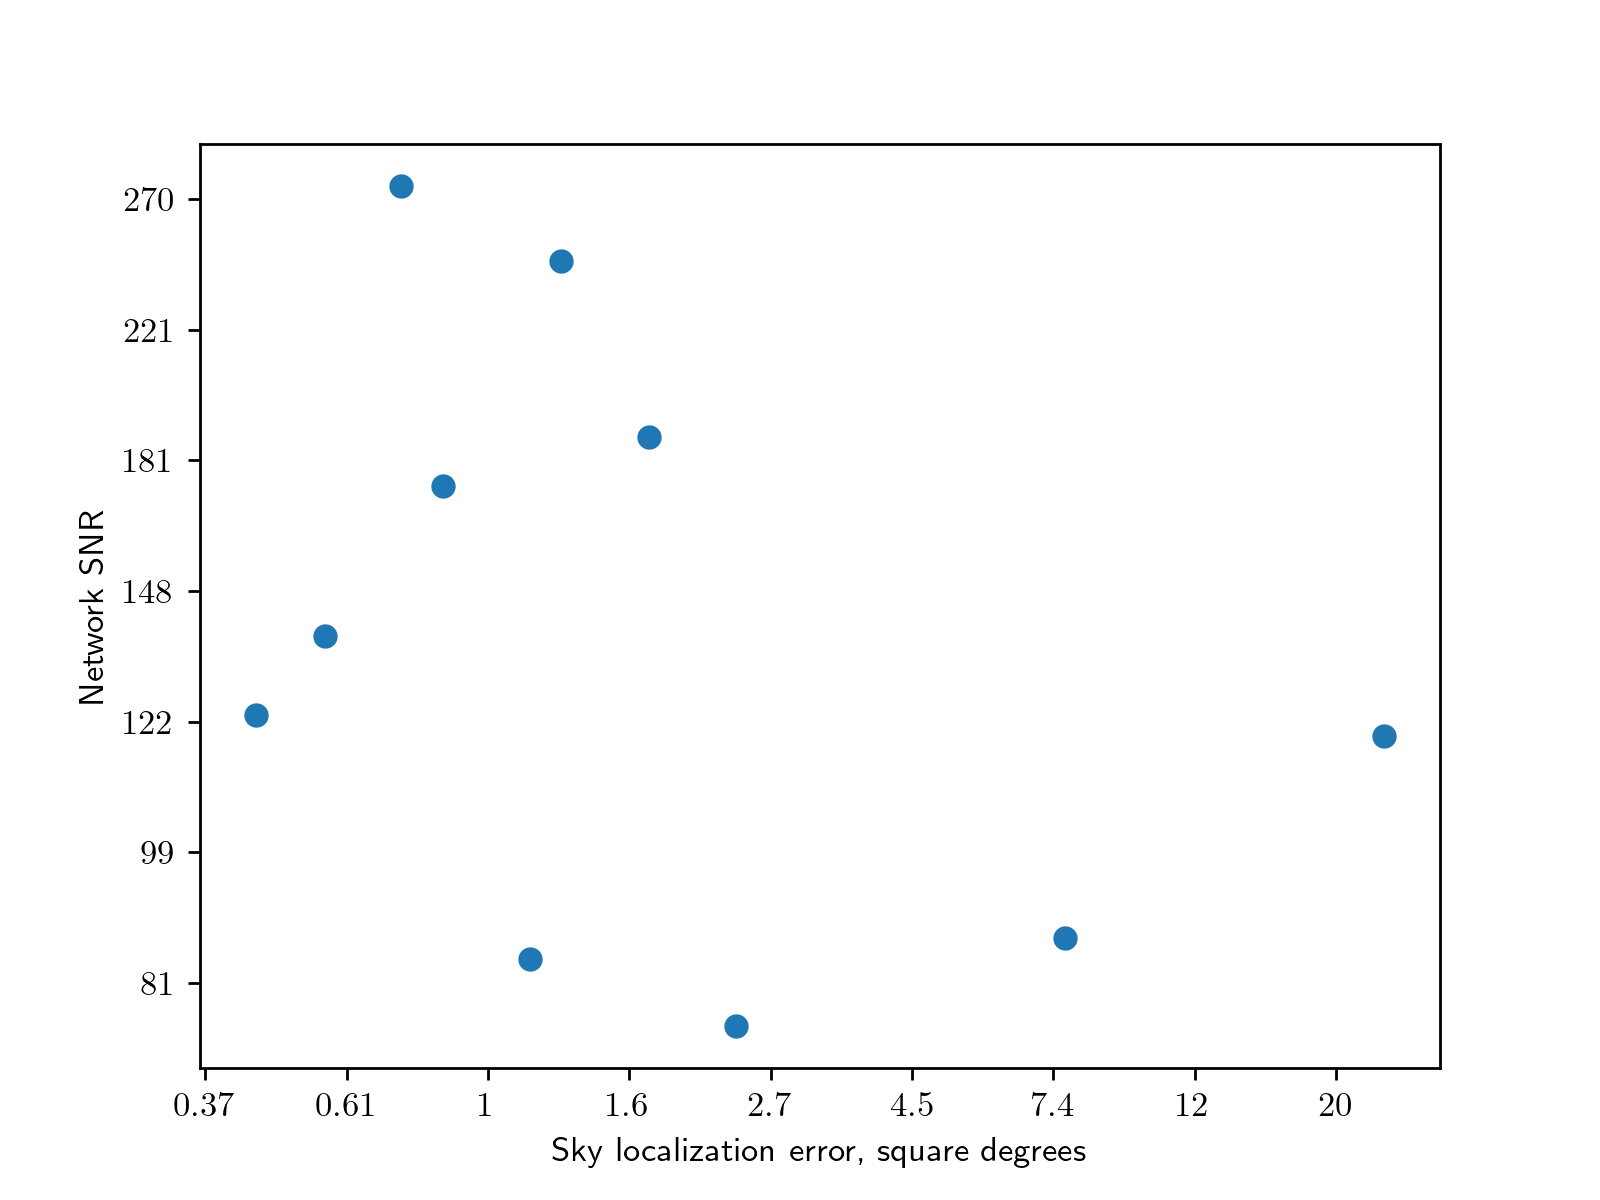 270
221
181
148
122
99
81
Network SNR
0.37 0.61 1 1.6 2.7 4.5 7.4 12 20
Sky localization error, square degrees